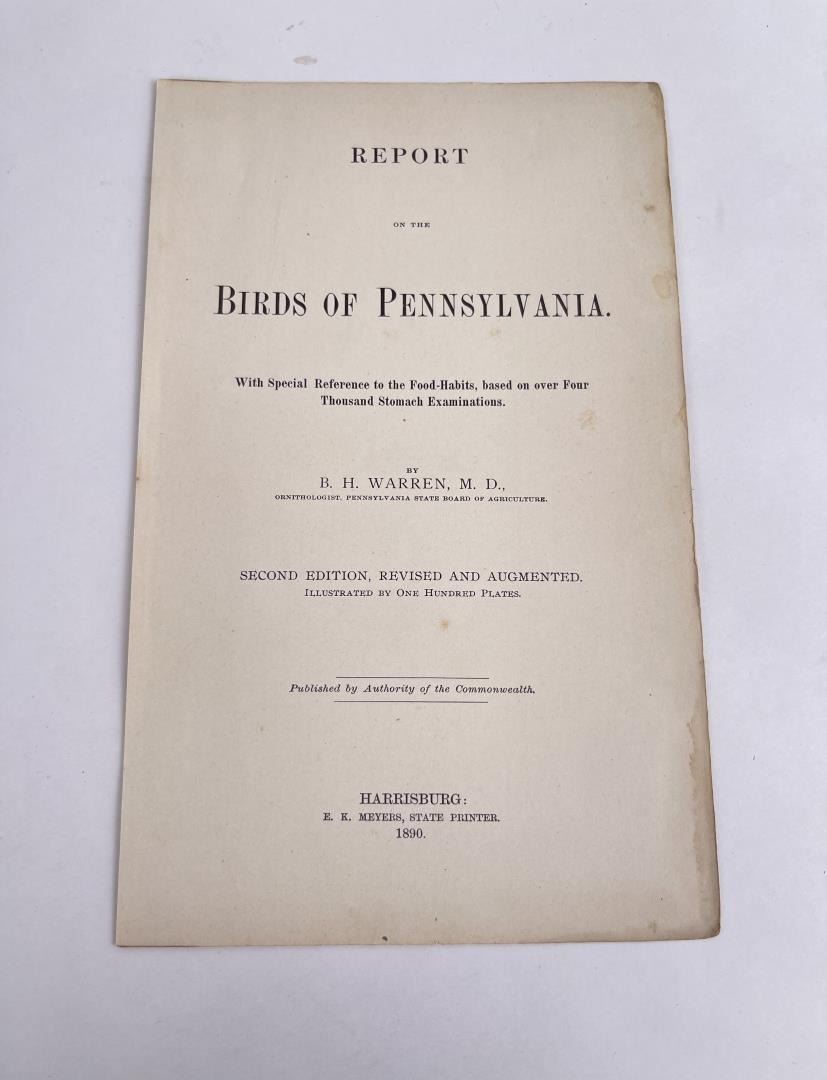 REPORT
ON THE
BIRDS OF PENNSYLVANIA.
With Special Reference to the Food-Habits, based on over Four
Thousand Stomach Examinations.
BY
B. H. WARREN, M. D.,
ORNITHOLOGIST, PENNSYLVANIA STATE BOARD OF AGRICULTURE.
SECOND EDITION, REVISED AND AUGMENTED.
ILLUSTRATED BY ONE HUNDRED PLATES.
Published by Authority of the Commonwealth.
HARRISBURG:
E. K. MEYERS, STATE PRINTER.
1890.